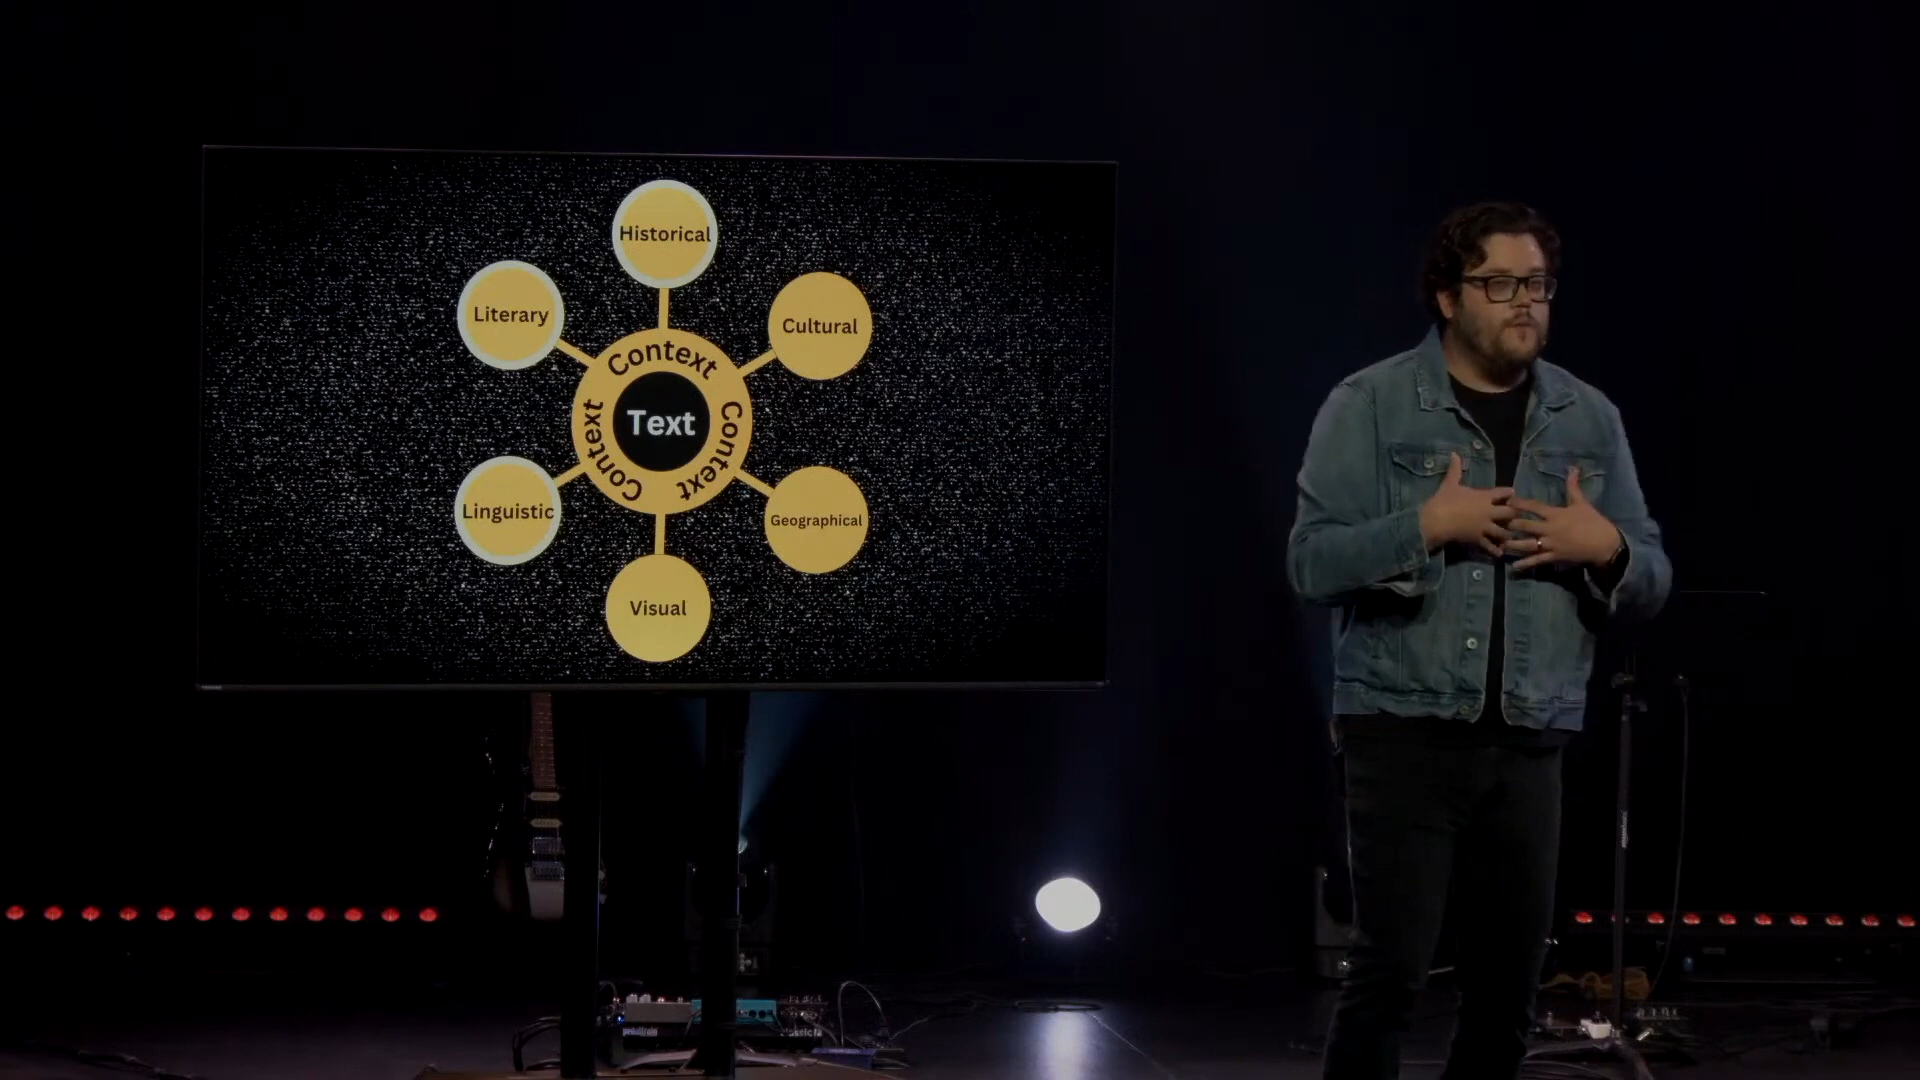 Historical
Literary
Cultural
Context
Text
Context
Context
Linguistic
Geographical
Visual